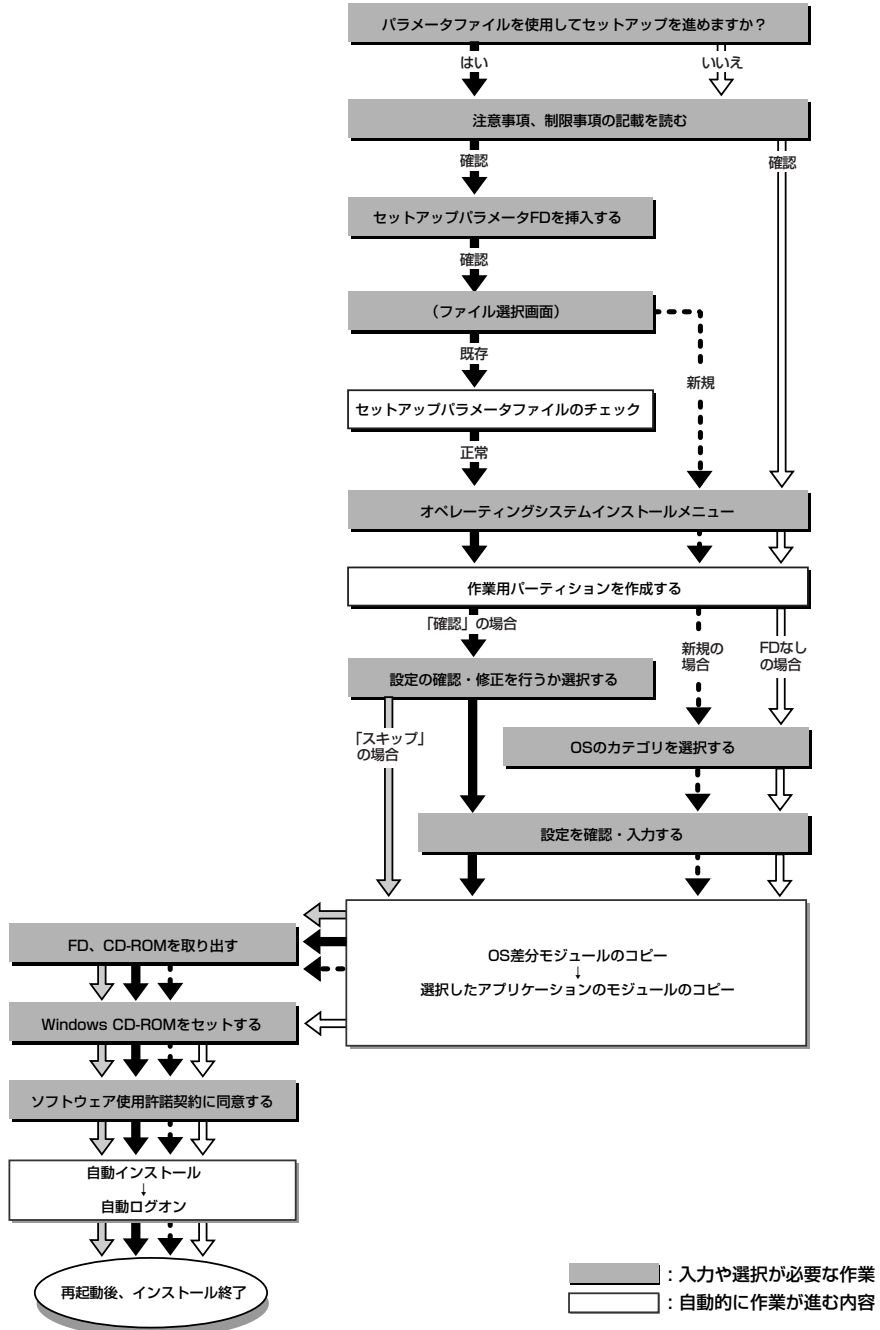 パラメータファイルを使用してセットアップを進めますか？
はい
いいえ
注意事項、制限事項の記載を読む
確認
確認
セットアップパラメータFDを挿入する
確認
（ファイル選択画面）
既存
新規
セットアップパラメータファイルのチェック
正常
オペレーティングシステムインストールメニュー
作業用パーティションを作成する
「確認」の場合
新規の
場合
FDなし
の場合
設定の確認・修正を行うか選択する
「スキップ」
の場合
OSのカテゴリを選択する
設定を確認・入力する
OS差分モジュールのコピー
↓
選択したアプリケーションのモジュールのコピー
FD、CD-ROMを取り出す
Windows CD-ROMをセットする
ソフトウェア使用許諾契約に同意する
自動インストール
↓
自動ログオン
再起動後、インストール終了
：入力や選択が必要な作業
：自動的に作業が進む内容